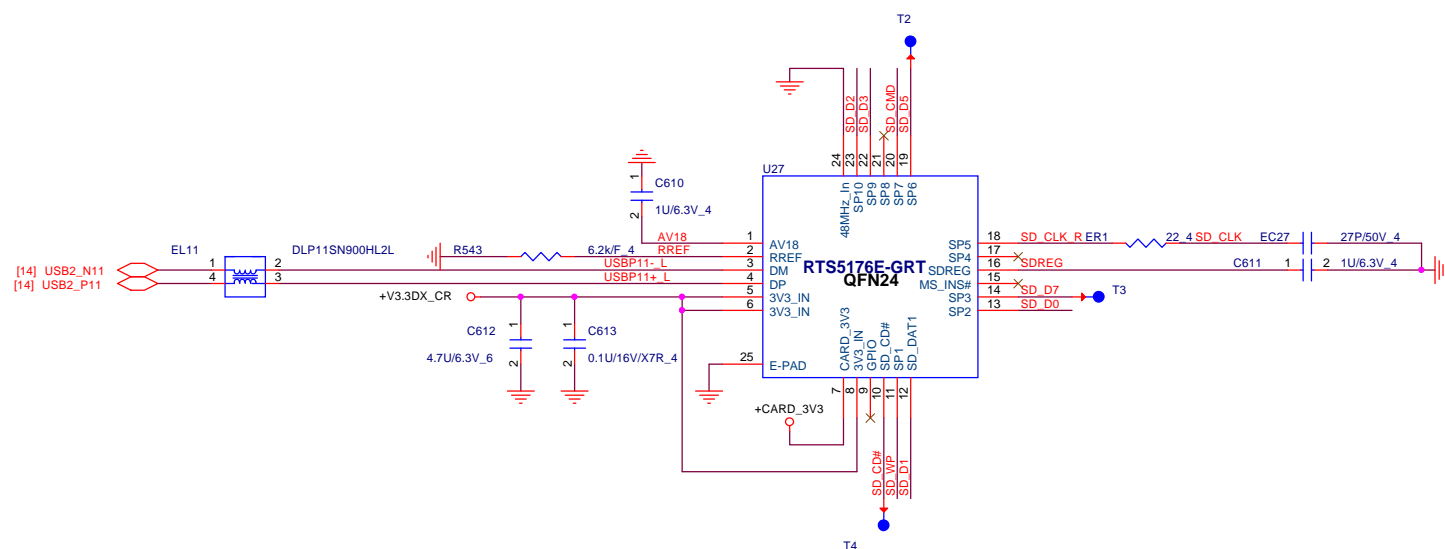 T2
SD_D2
SD_D3
SD_CMD
SD_D5
24
23
22
21
20
19
U27
48MHz_In
SP10
SP9
SP8
SP7
SP6
1
C610
2
1U/6.3V_4
EL11
DLP11SN900HL2L
R543
6.2k/F_4
AV18
RREF
USBP11-_L
USBP11+_L
[14] USB2_N11
[14] USB2_P11
1
2
4
3
1
AV18
2
RREF
3
DM
4
DP
5
3V3_IN
6
3V3_IN
25
E-PAD
RTS5176E-GRT
QFN24
SP5
18
SD_CLK_R
ER1
22_4
SD_CLK
EC27
27P/50V_4
SP4
17
SDREG
16
SDREG
C611
1
2
1U/6.3V_4
MS_INS#
15
SP3
14
SD_D7
T3
SP2
13
SD_D0
+V3.3DX_CR
C612
1
2
4.7U/6.3V_6
C613
1
2
0.1U/16V/X7R_4
CARD_3V3
3V3_IN
GPIO
SD_CD#
SP1
SD_DAT1
7
8
9
10
11
12
+CARD_3V3
SD_CD#
SD_WP
SD_D1
T4